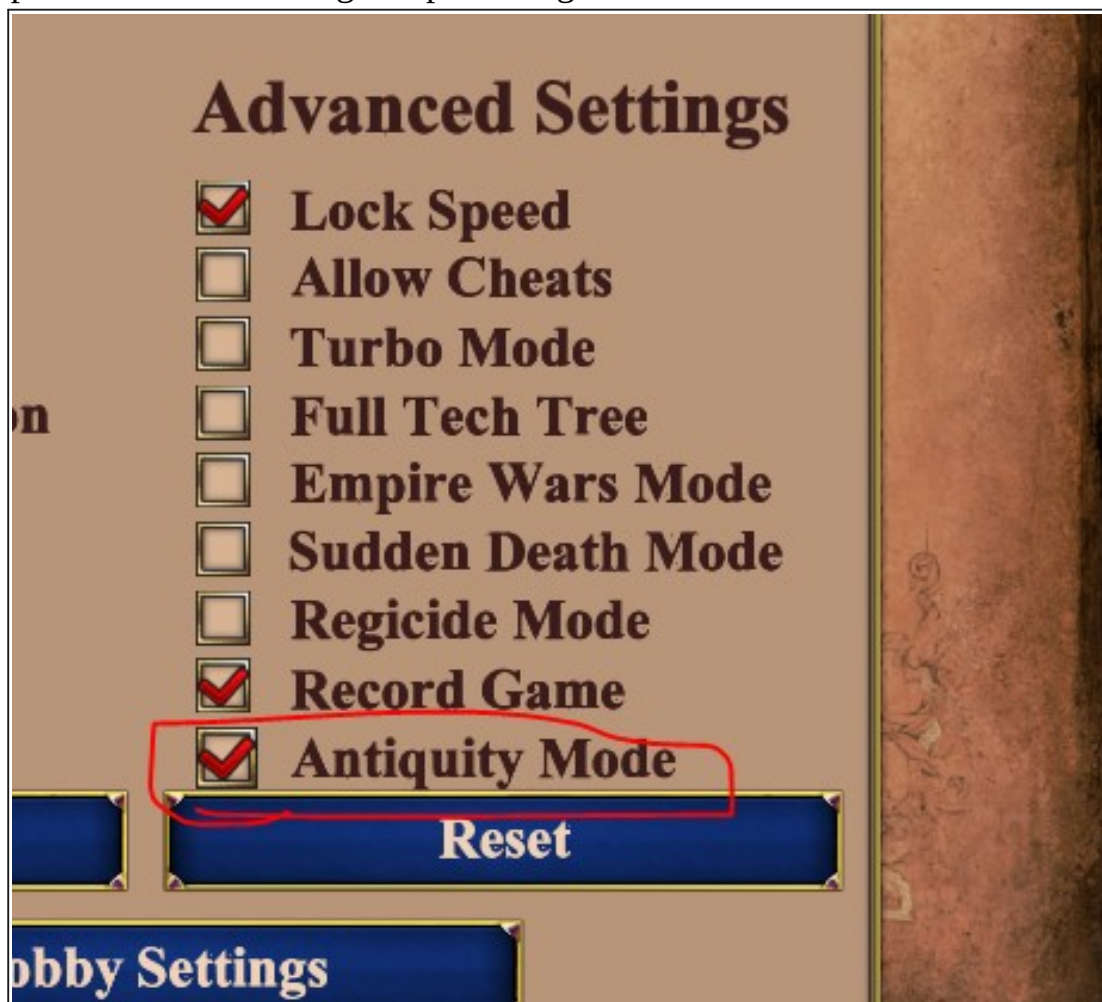 Advanced Settings
Lock Speed
Allow Cheats
Turbo Mode
Full Tech Tree
on
Empire Wars Mode
Sudden Death Mode
Regicide Mode
Record Game
Antiquity Mode
Reset
obby Settings